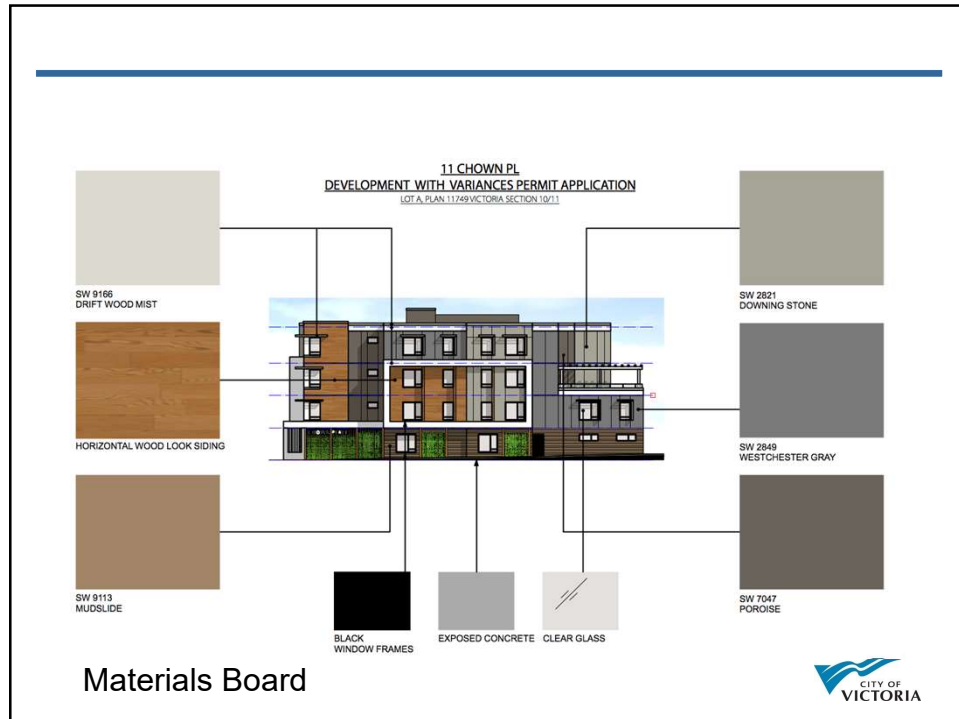 11 CHOWN PL
DEVELOPMENT WITH VARIANCES PERMIT APPLICATION
LOT A, PLAN 11749 VICTORIA SECTION 10/11
SW 9166
DRIFT WOOD MIST
SW 2821
DOWNING STONE
HORIZONTAL WOOD LOOK SIDING
SW 2849
WESTCHESTER GRAY
SW 9113
MUDSLIDE
SW 7047
POROISE
BLACK
WINDOW FRAMES
EXPOSED CONCRETE
CLEAR GLASS
Materials Board
CITY OF
VICTORIA